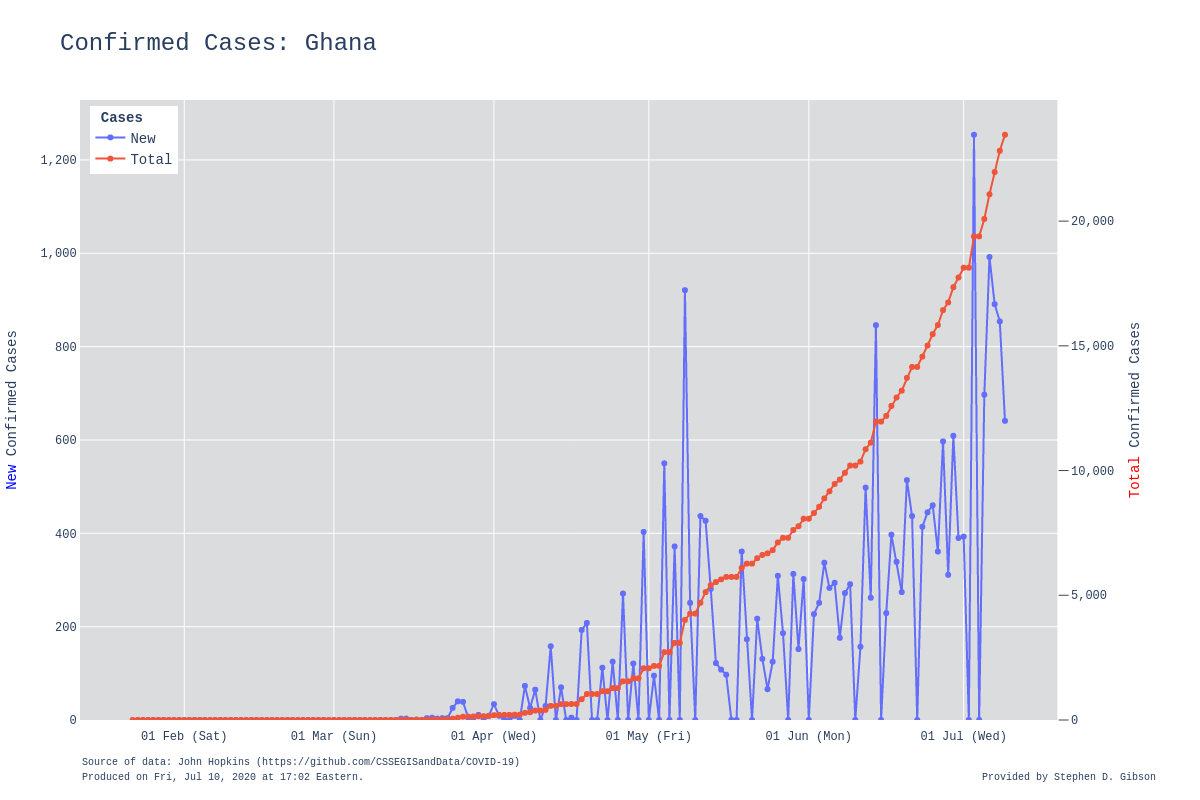 Confirmed Cases: Ghana
Cases
New
Total
1,200
1,000
800
600
400
200
0
20,000
15,000
10,000
5,000
0
New Confirmed Cases
Total Confirmed Cases
01 Feb (Sat)
01 Mar (Sun)
01 Apr (Wed)
01 May (Fri)
01 Jun (Mon)
01 Jul (Wed)
Source of data: John Hopkins (https://github.com/CSSEGISandData/COVID-19)
Produced on Fri, Jul 10, 2020 at 17:02 Eastern.
Provided by Stephen D. Gibson